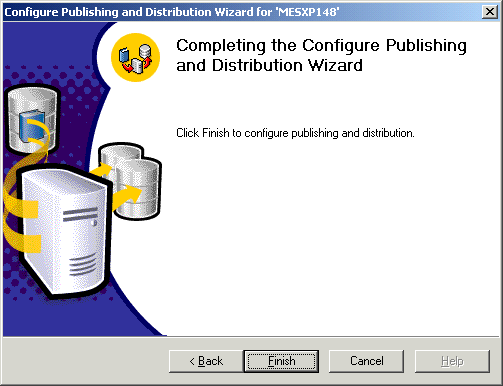 Configure Publishing and Distribution Wizard for 'MESXP148'
Completing the Configure Publishing
and Distribution Wizard
Click Finish to configure publishing and distribution.
< Back
Finish
Cancel
Help